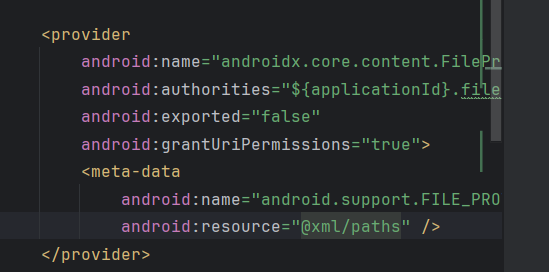 <provider
android:name="androidx.core.content.FilePr
android:authorities="${applicationId}.file
android:exported="false"
android:grantUriPermissions="true">
<meta-data
android:name="android.support.FILE_PRO
android:resource="@xml/paths" />
</provider>